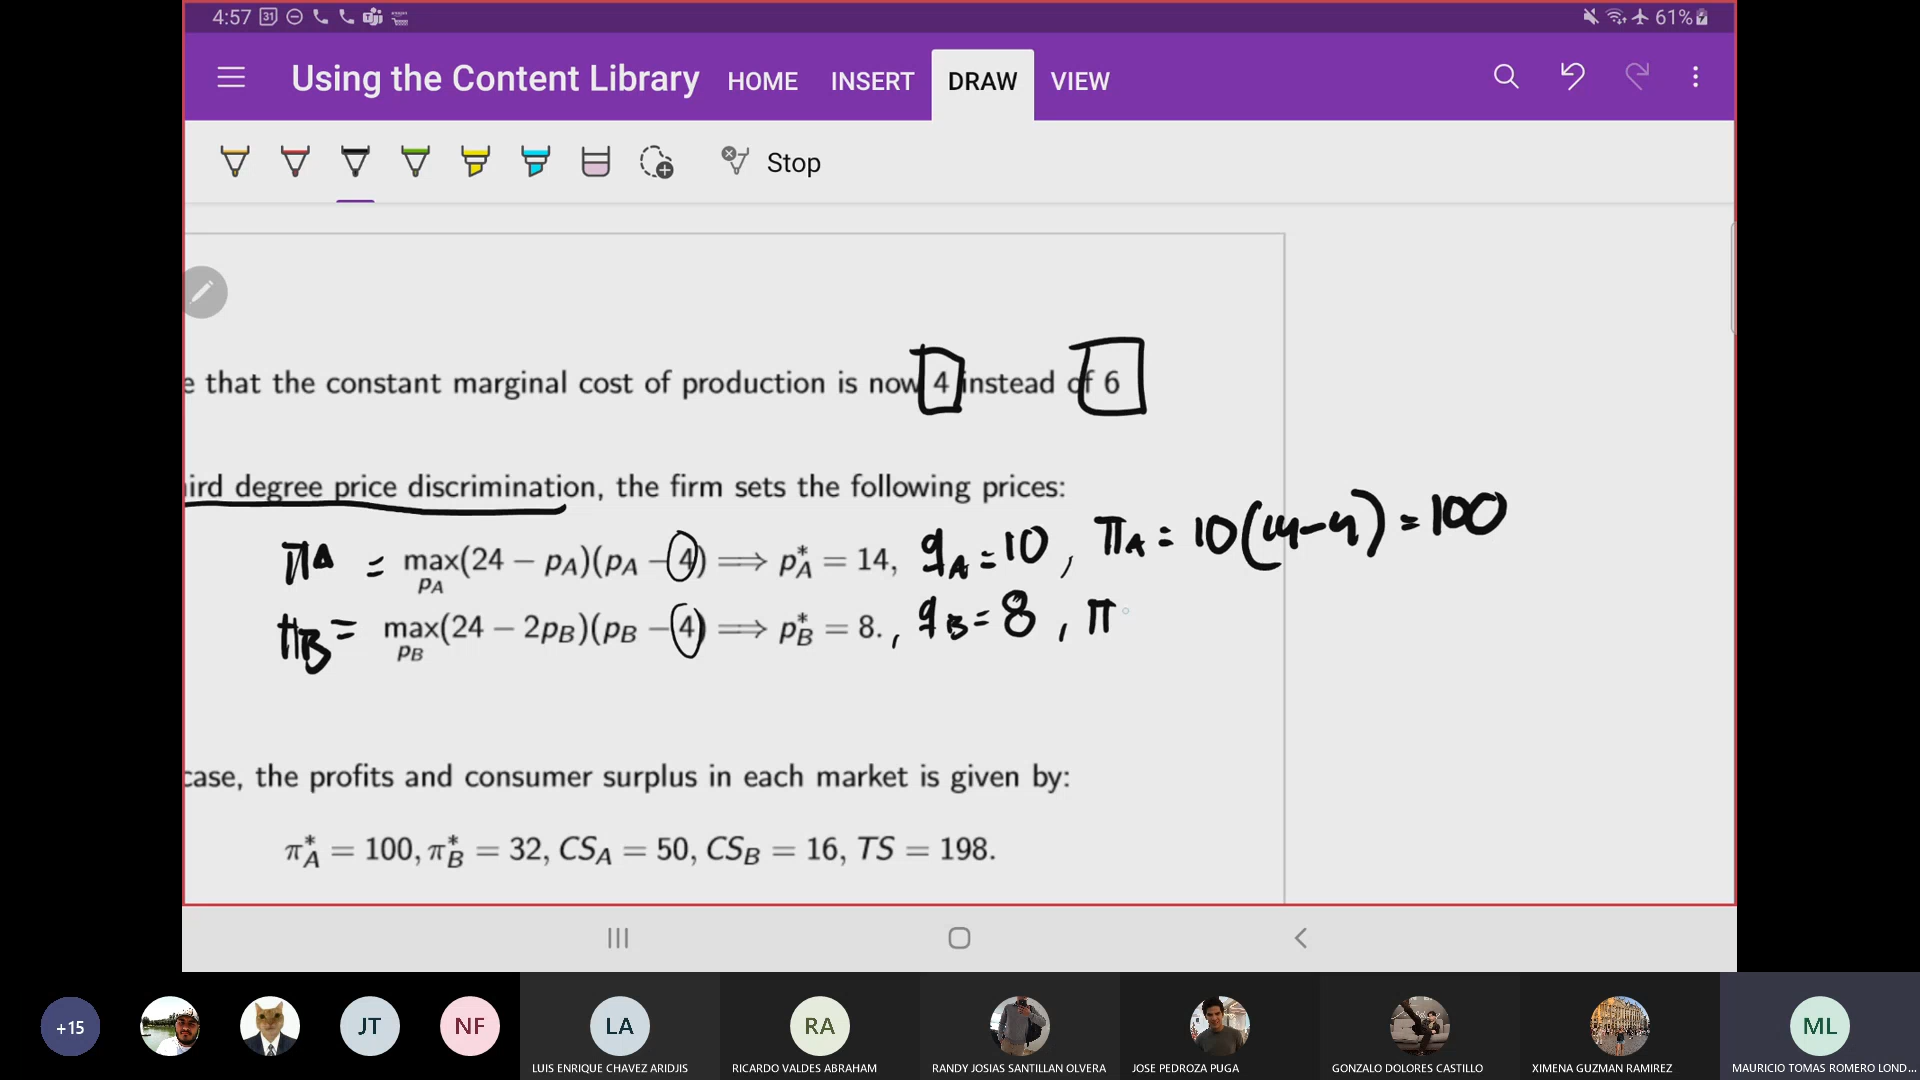 4:57 31 61%
Using the Content Library HOME INSERT DRAW VIEW
Stop
e that the constant marginal cost of production is now 4 instead of 6
ird degree price discrimination, the firm sets the following prices:
πA = max(24 − pA)(pA − 4) ⟹ p*A = 14, qA = 10, πA = 10(14−4) = 100
pA
πB = max(24 − 2pB)(pB − 4) ⟹ p*B = 8., qB = 8, π
pB
case, the profits and consumer surplus in each market is given by:
π*A = 100, π*B = 32, CSA = 50, CSB = 16, TS = 198.
+15 JT NF LA RA ML
LUIS ENRIQUE CHAVEZ ARIDJIS RICARDO VALDES ABRAHAM RANDY JOSIAS SANTILLAN OLVERA JOSE PEDROZA PUGA GONZALO DOLORES CASTILLO XIMENA GUZMAN RAMIREZ MAURICIO TOMAS ROMERO LOND...